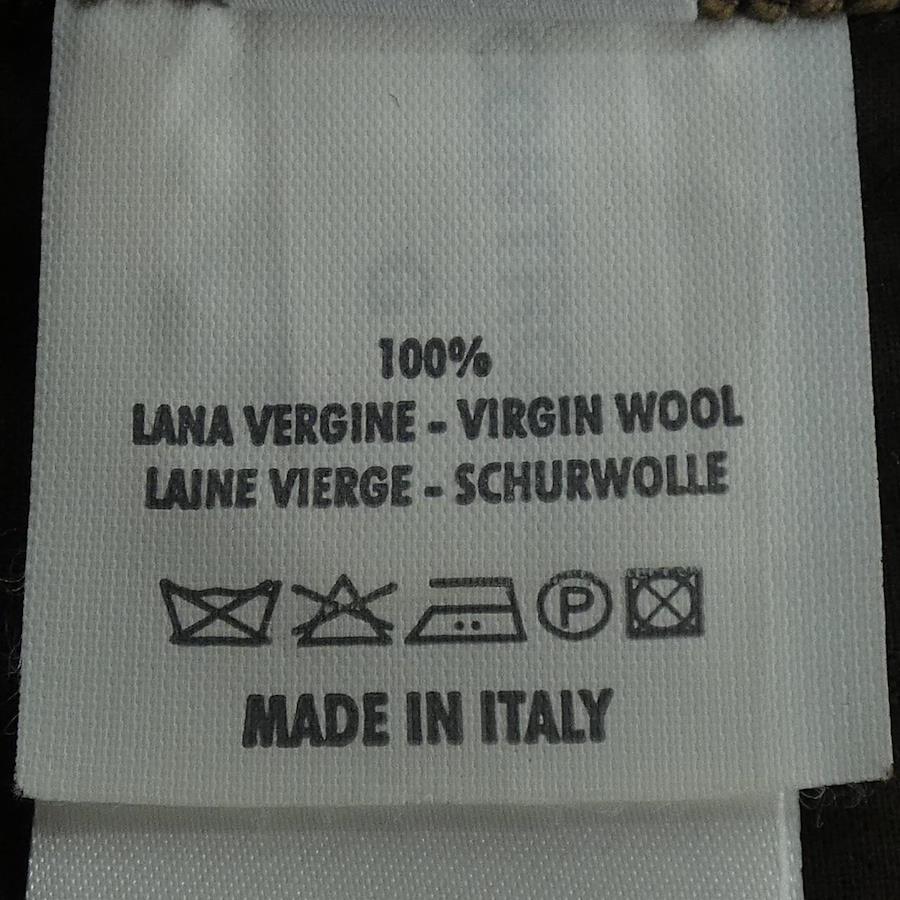 100%
LANA VERGINE - VIRGIN WOOL
LAINE VIERGE - SCHURWOLLE
P
MADE IN ITALY